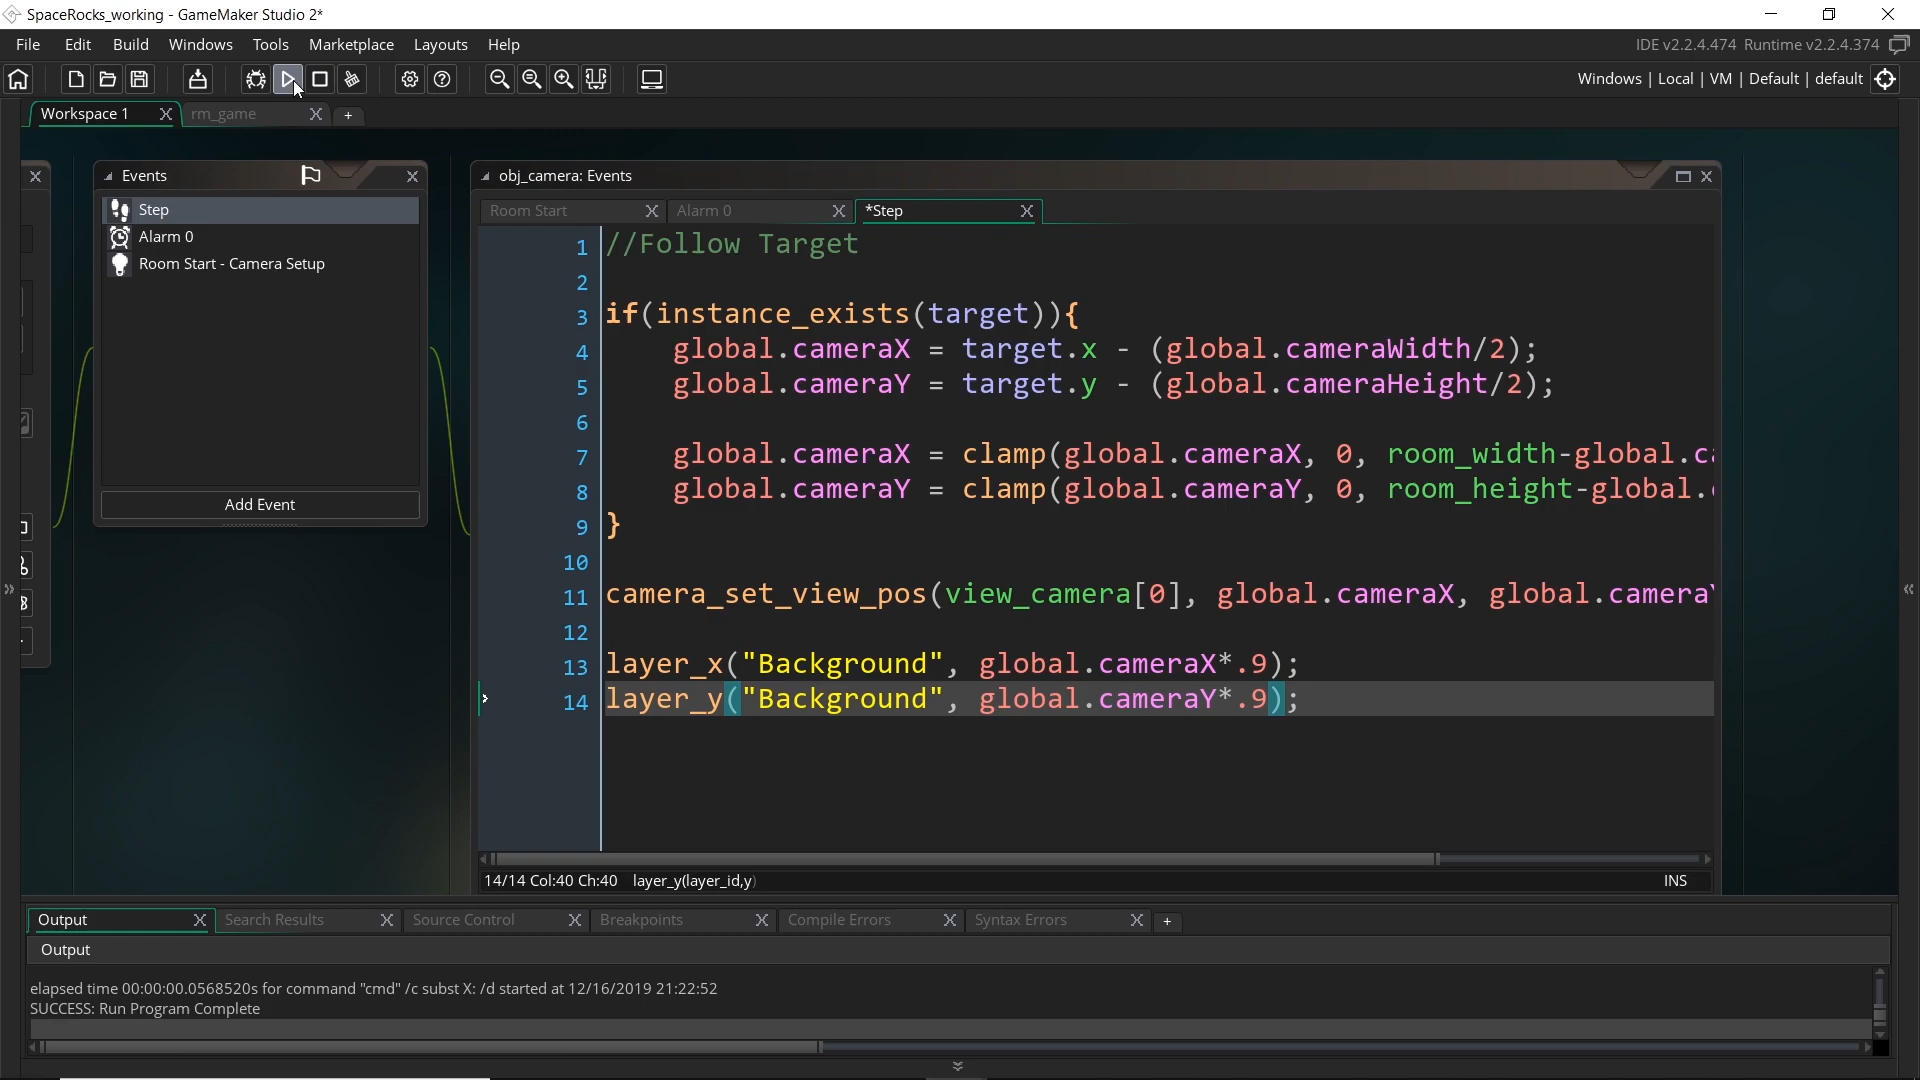 SpaceRocks_working - GameMaker Studio 2*
File Edit Build Windows Tools Marketplace Layouts Help
IDE v2.2.4.474 Runtime v2.2.4.374
Windows | Local | VM | Default | default
Workspace 1
rm_game
+
Events
Step
Alarm 0
Room Start - Camera Setup
Add Event
obj_camera: Events
Room Start
Alarm 0
*Step
1 //Follow Target
2
3 if(instance_exists(target)){
4 global.cameraX = target.x - (global.cameraWidth/2);
5 global.cameraY = target.y - (global.cameraHeight/2);
6
7 global.cameraX = clamp(global.cameraX, 0, room_width-global.ca
8 global.cameraY = clamp(global.cameraY, 0, room_height-global.
9 }
10
11 camera_set_view_pos(view_camera[0], global.cameraX, global.camera
12
13 layer_x("Background", global.cameraX*.9);
14 layer_y("Background", global.cameraY*.9);
14/14 Col:40 Ch:40 layer_y(layer_id,y)
INS
Output
Search Results
Source Control
Breakpoints
Compile Errors
Syntax Errors
+
Output
elapsed time 00:00:00.0568520s for command "cmd" /c subst X: /d started at 12/16/2019 21:22:52
SUCCESS: Run Program Complete